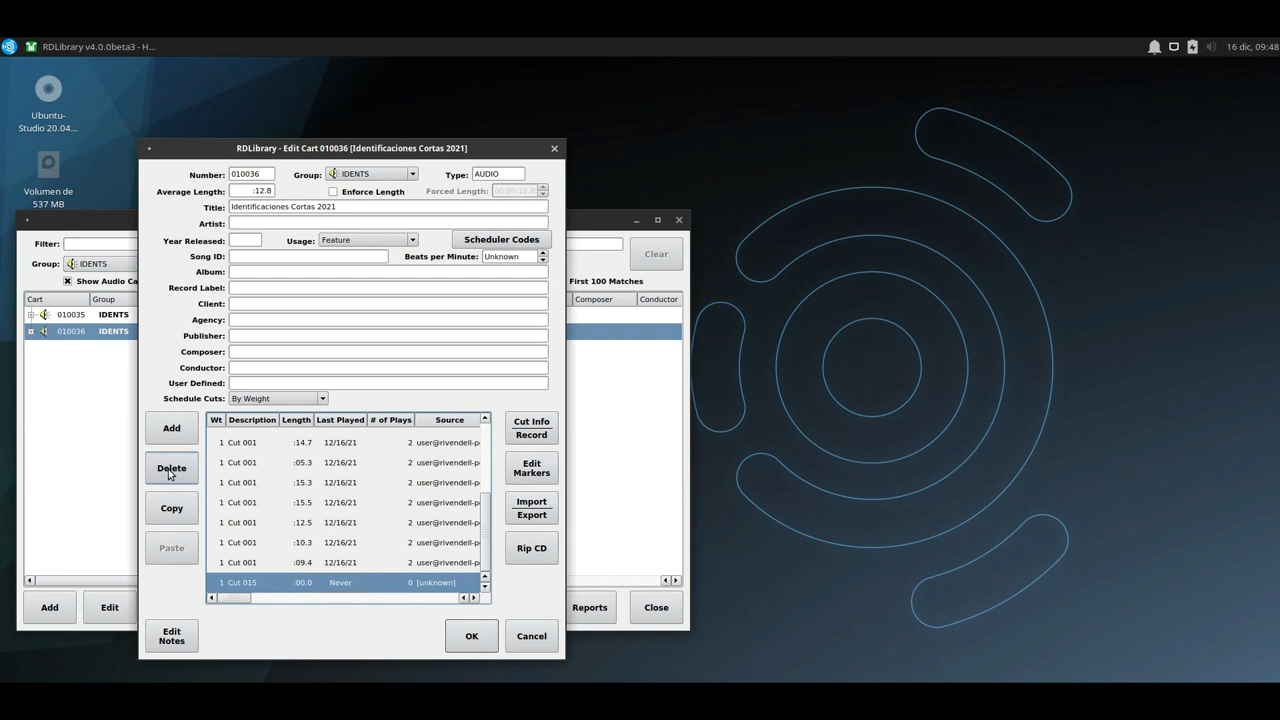 RDLibrary v4.0.0beta3 - H...
16 dic, 09:48
Ubuntu-
Studio 20.04...
Volumen de
537 MB
RDLibrary - Edit Cart 010036 [Identificaciones Cortas 2021]
Number: 010036 Group: IDENTS Type: AUDIO
Average Length: :12.8 Enforce Length Forced Length:
Title: Identificaciones Cortas 2021
Artist:
Year Released: Usage: Feature Scheduler Codes
Song ID: Beats per Minute: Unknown
Album:
Record Label:
Client:
Agency:
Publisher:
Composer:
Conductor:
User Defined:
Schedule Cuts: By Weight
Wt Description Length Last Played # of Plays Source
1 Cut 001 :14.7 12/16/21 2 user@rivendell-p
1 Cut 001 :05.3 12/16/21 2 user@rivendell-p
1 Cut 001 :15.3 12/16/21 2 user@rivendell-p
1 Cut 001 :15.5 12/16/21 2 user@rivendell-p
1 Cut 001 :12.5 12/16/21 2 user@rivendell-p
1 Cut 001 :10.3 12/16/21 2 user@rivendell-p
1 Cut 001 :09.4 12/16/21 2 user@rivendell-p
1 Cut 015 :00.0 Never 0 [unknown]
Add
Delete
Copy
Paste
Edit
Notes
Cut Info
Record
Edit
Markers
Import
Export
Rip CD
OK Cancel
Filter: Clear
Group: IDENTS
Show Audio Ca First 100 Matches
Cart Group Composer Conductor
010035 IDENTS
010036 IDENTS
Add Edit Reports Close